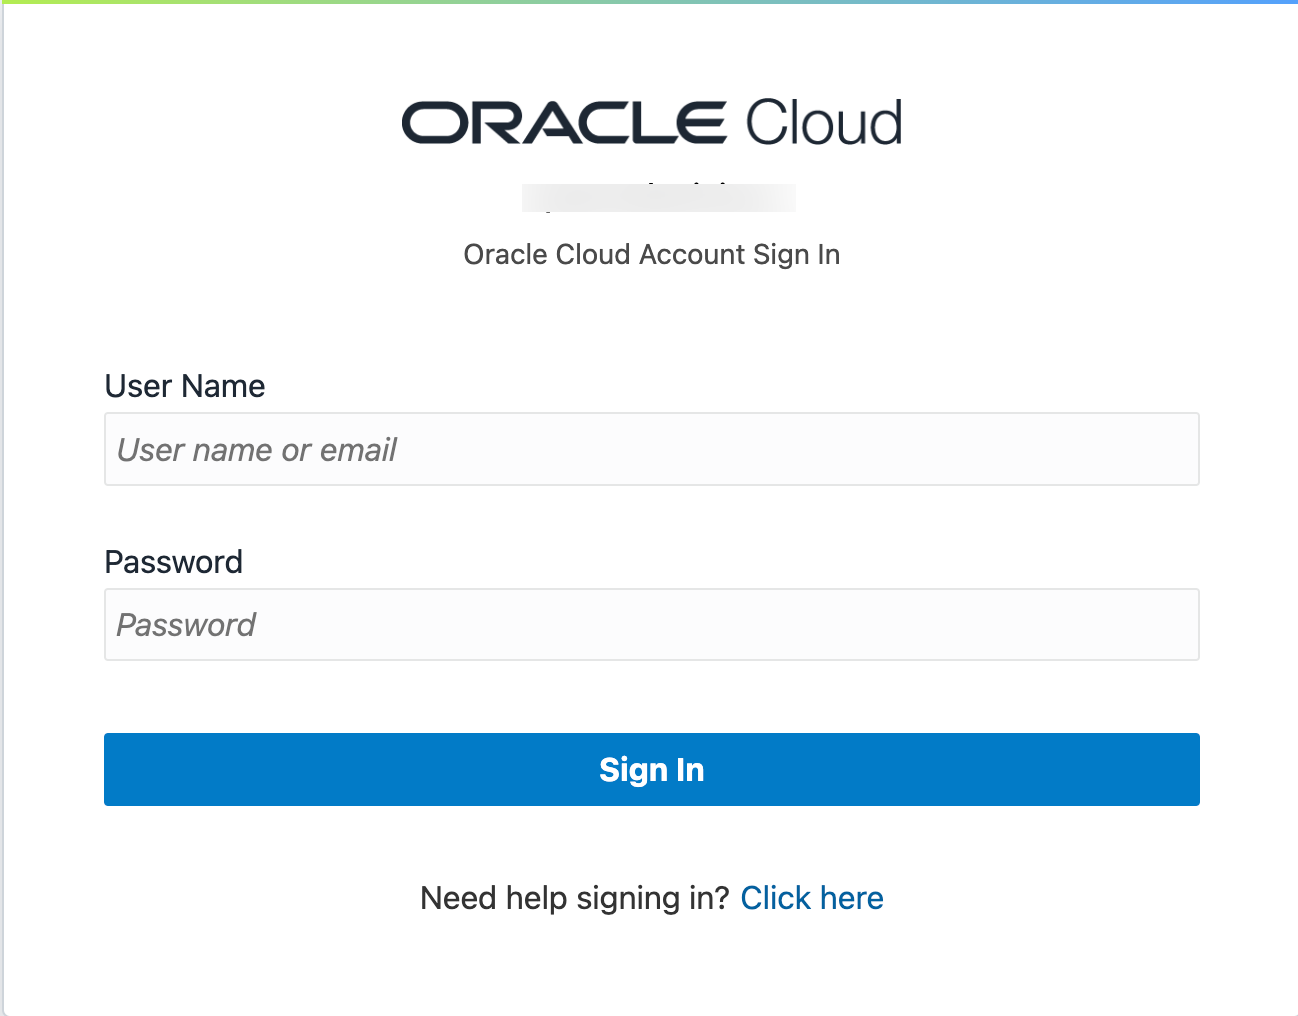 ORACLE Cloud
Oracle Cloud Account Sign In
User Name
User name or email
Password
Password
Sign In
Need help signing in? Click here